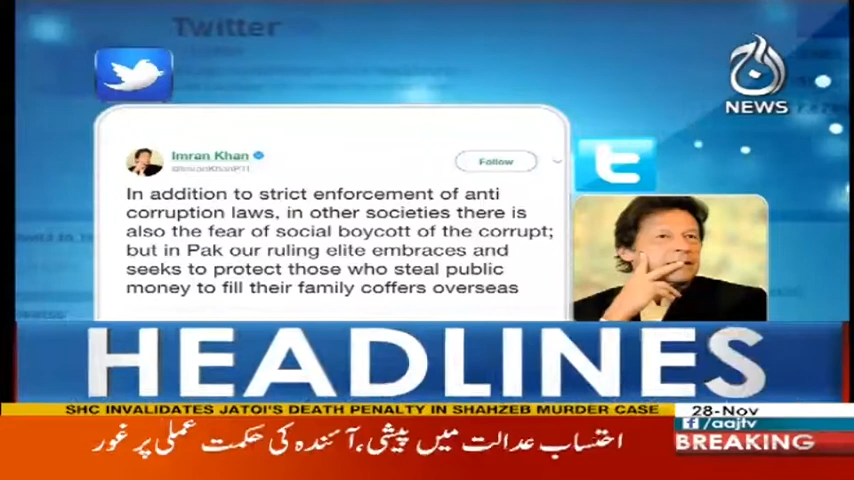 Twitter
آج
NEWS
Imran Khan
@ImranKhanPTI
Follow
In addition to strict enforcement of anti
corruption laws, in other societies there is
also the fear of social boycott of the corrupt;
but in Pak our ruling elite embraces and
seeks to protect those who steal public
money to fill their family coffers overseas
HEADLINES
SHC INVALIDATES JATOI'S DEATH PENALTY IN SHAHZEB MURDER CASE
28-Nov
/aajtv
BREAKING
احتساب عدالت میں پیشی، آئندہ کی حکمت عملی پر غور